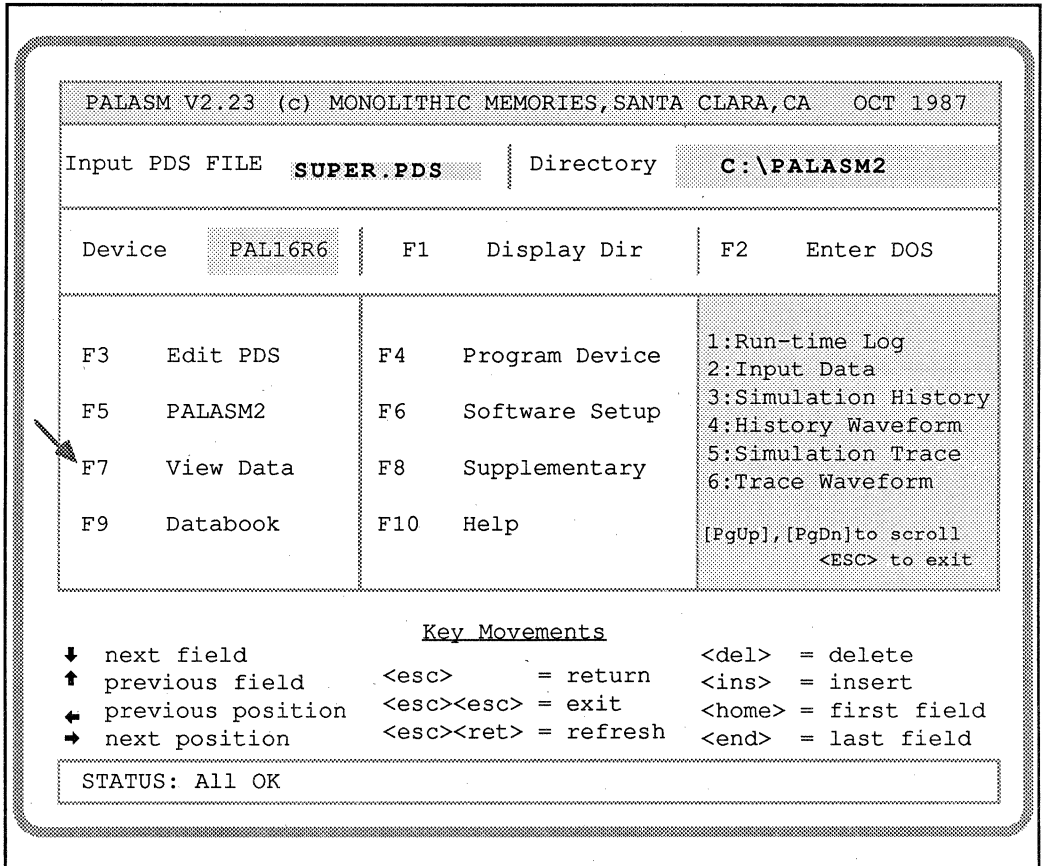 PALASM V2.23 (c) MONOLITHIC MEMORIES,SANTA CLARA,CA OCT 1987
Input PDS FILE SUPER.PDS Directory C:\PALASM2
Device PAL16R6 F1 Display Dir F2 Enter DOS
F3 Edit PDS F4 Program Device
F5 PALASM2 F6 Software Setup
F7 View Data F8 Supplementary
F9 Databook F10 Help
1:Run-time Log
2:Input Data
3:Simulation History
4:History Waveform
5:Simulation Trace
6:Trace Waveform
[PgUp],[PgDn]to scroll
<ESC> to exit
Key Movements
↓ next field
↑ previous field
← previous position
→ next position
<esc> = return
<esc><esc> = exit
<esc><ret> = refresh
<del> = delete
<ins> = insert
<home> = first field
<end> = last field
STATUS: All OK